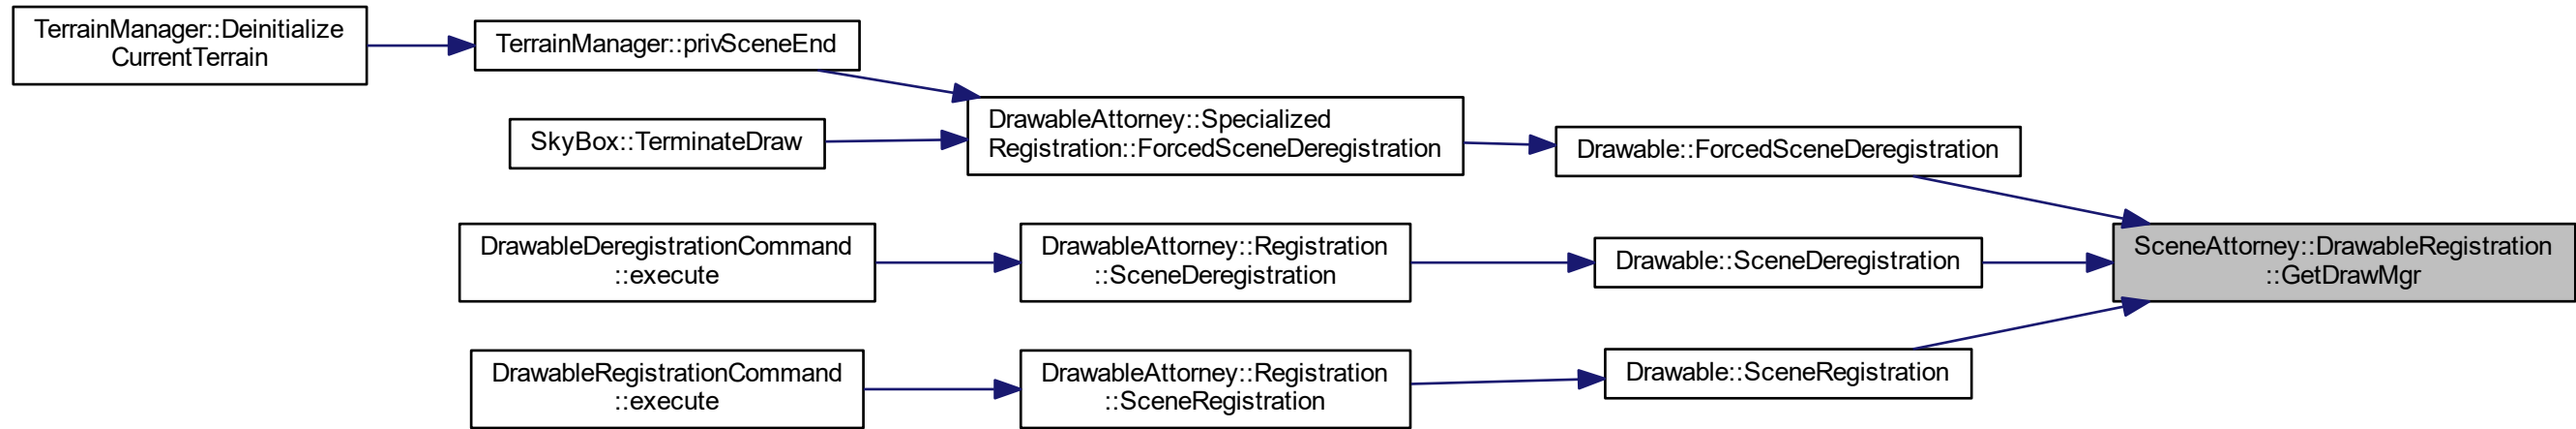 TerrainManager::Deinitialize
CurrentTerrain
TerrainManager::privSceneEnd
SkyBox::TerminateDraw
DrawableAttorney::Specialized
Registration::ForcedSceneDeregistration
Drawable::ForcedSceneDeregistration
DrawableDeregistrationCommand
::execute
DrawableAttorney::Registration
::SceneDeregistration
Drawable::SceneDeregistration
SceneAttorney::DrawableRegistration
::GetDrawMgr
DrawableRegistrationCommand
::execute
DrawableAttorney::Registration
::SceneRegistration
Drawable::SceneRegistration